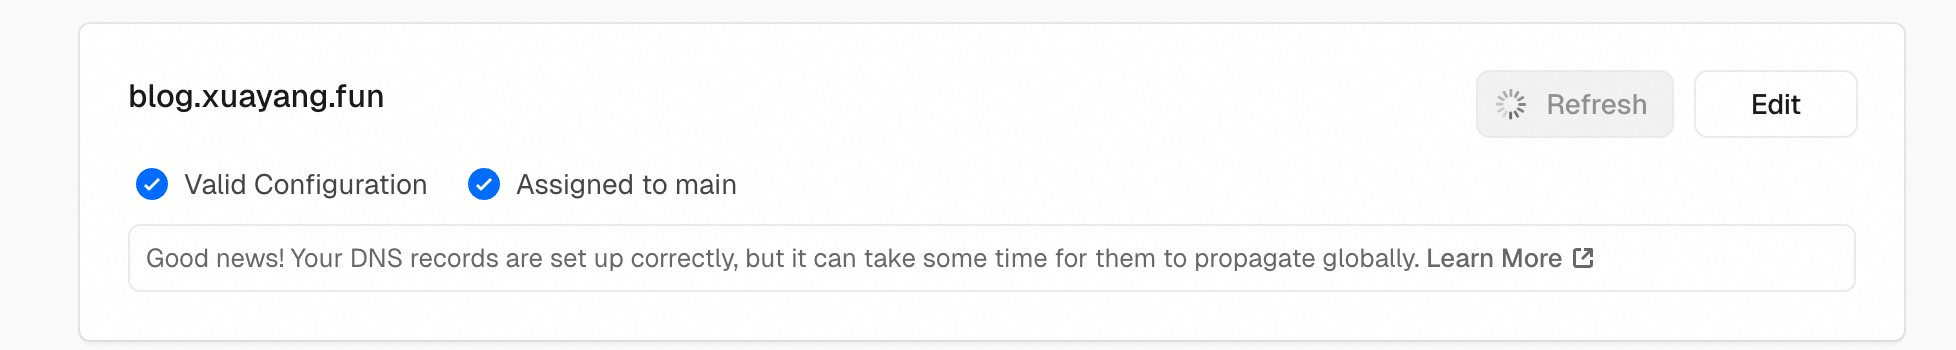 blog.xuayang.fun
Refresh
Edit
Valid Configuration
Assigned to main
Good news! Your DNS records are set up correctly, but it can take some time for them to propagate globally. Learn More